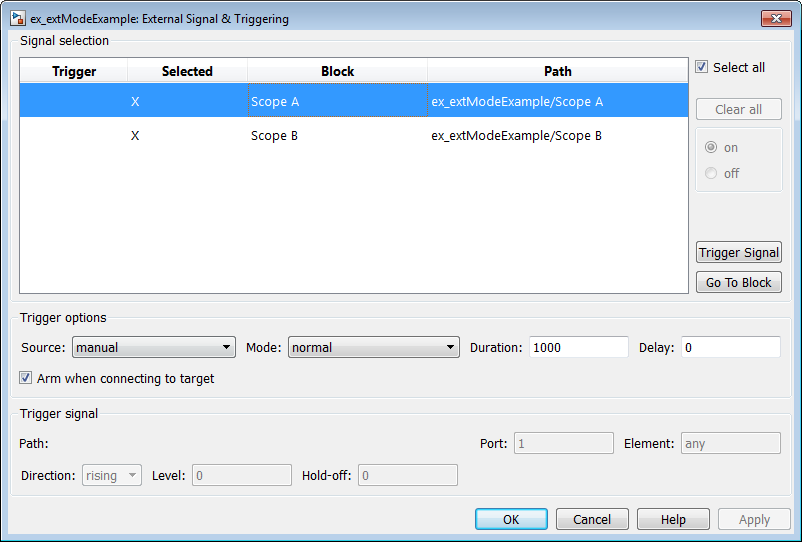 ex_extModeExample: External Signal & Triggering
Signal selection
Trigger Selected Block Path
X Scope A ex_extModeExample/Scope A
X Scope B ex_extModeExample/Scope B
Select all
Clear all
on
off
Trigger Signal
Go To Block
Trigger options
Source: manual Mode: normal Duration: 1000 Delay: 0
Arm when connecting to target
Trigger signal
Path: Port: 1 Element: any
Direction: rising Level: 0 Hold-off: 0
OK Cancel Help Apply